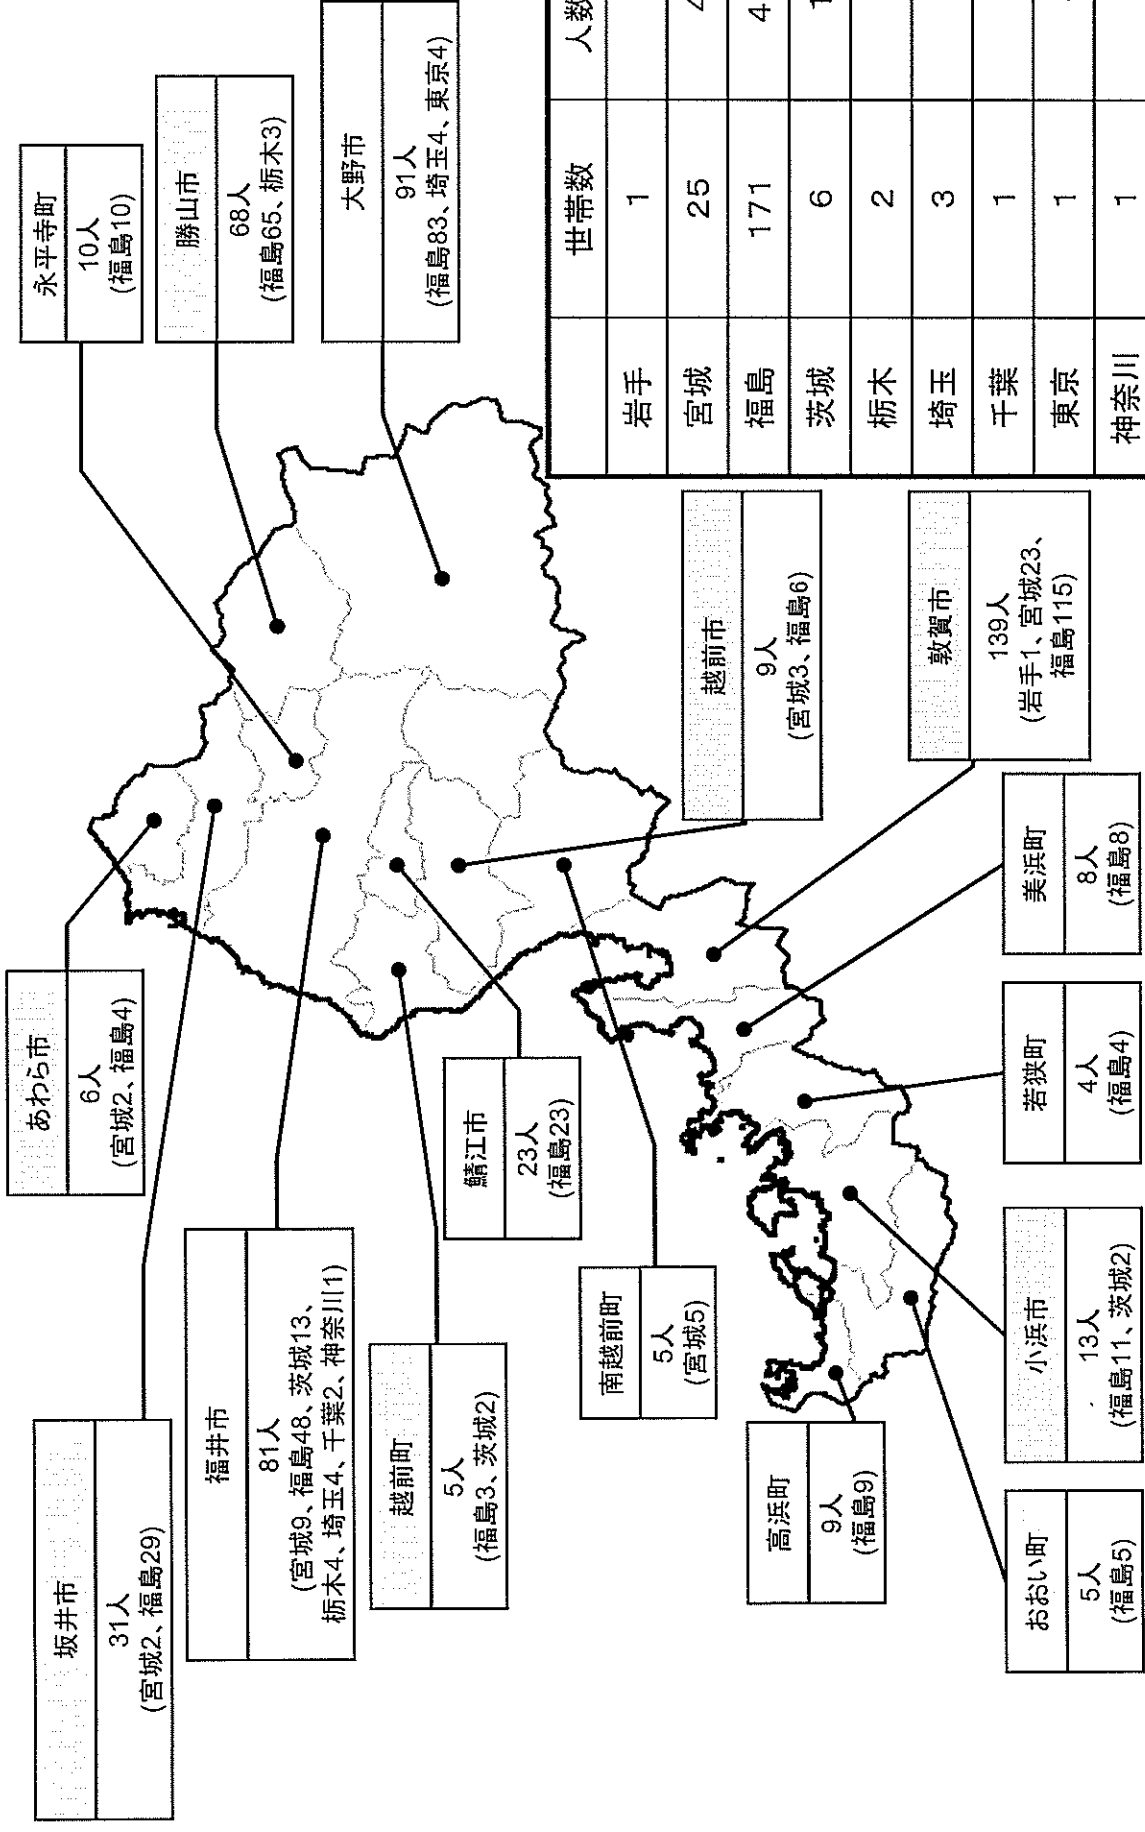 坂井市
31人
(宮城2、福島29)
あわら市
6人
(宮城2、福島4)
永平寺町
10人
(福島10)
勝山市
68人
(福島65、栃木3)
大野市
91人
(福島83、埼玉4、東京4)
福井市
81人
(宮城9、福島48、茨城13、
栃木4、埼玉4、千葉2、神奈川1)
越前町
5人
(福島3、茨城2)
鯖江市
23人
(福島23)
南越前町
5人
(宮城5)
越前市
9人
(宮城3、福島6)
敦賀市
139人
(岩手1、宮城23、
福島115)
美浜町
8人
(福島8)
若狭町
4人
(福島4)
小浜市
13人
(福島11、茨城2)
おおい町
5人
(福島5)
高浜町
9人
(福島9)
世帯数 人数
岩手 1
宮城 25 4
福島 171 4
茨城 6 1
栃木 2
埼玉 3
千葉 1
東京 1
神奈川 1